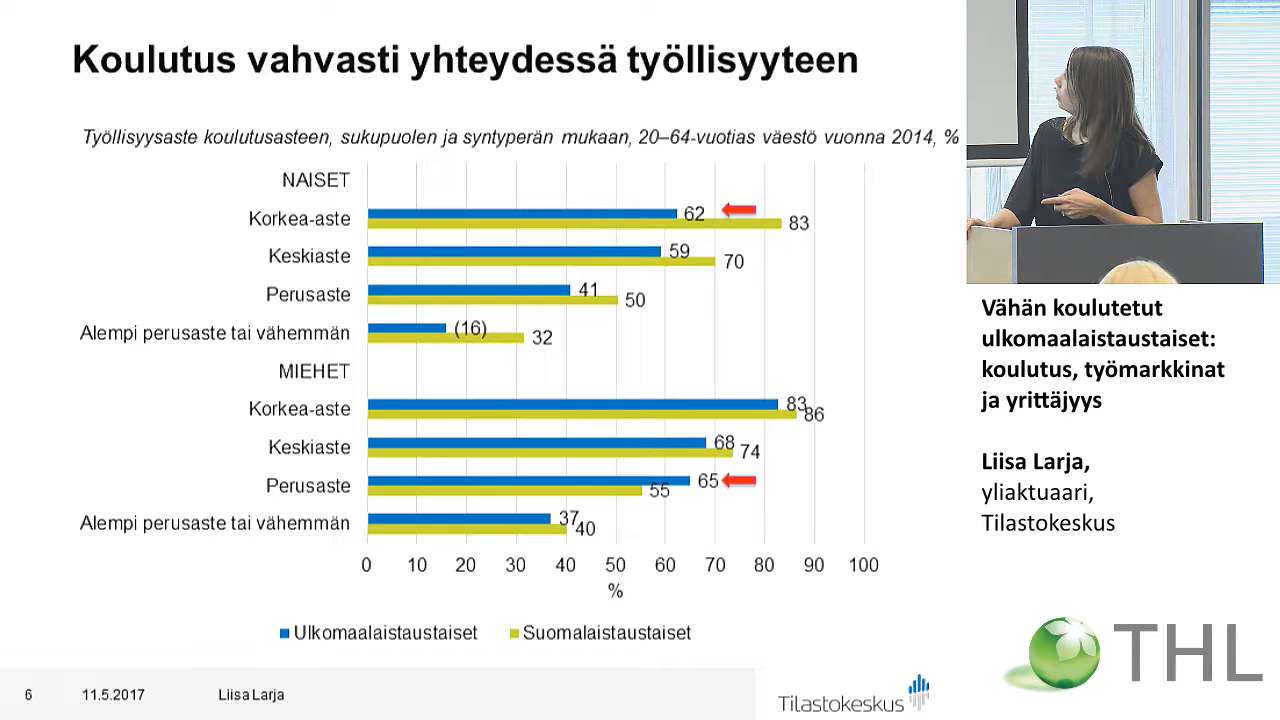 Koulutus vahvasti yhteydessä työllisyyteen
Työllisyysaste koulutusasteen, sukupuolen ja syntyperän mukaan, 20–64-vuotias väestö vuonna 2014, %
NAISET
Korkea-aste
62
83
Keskiaste
59
70
Perusaste
41
50
Alempi perusaste tai vähemmän
(16)
32
MIEHET
Korkea-aste
83
86
Keskiaste
68
74
Perusaste
65
55
Alempi perusaste tai vähemmän
37
40
0 10 20 30 40 50 60 70 80 90 100
%
Ulkomaalaistaustaiset Suomalaistaustaiset
6 11.5.2017 Liisa Larja
Tilastokeskus
Vähän koulutetut
ulkomaalaistaustaiset:
koulutus, työmarkkinat
ja yrittäjyys
Liisa Larja,
yliaktuaari,
Tilastokeskus
THL